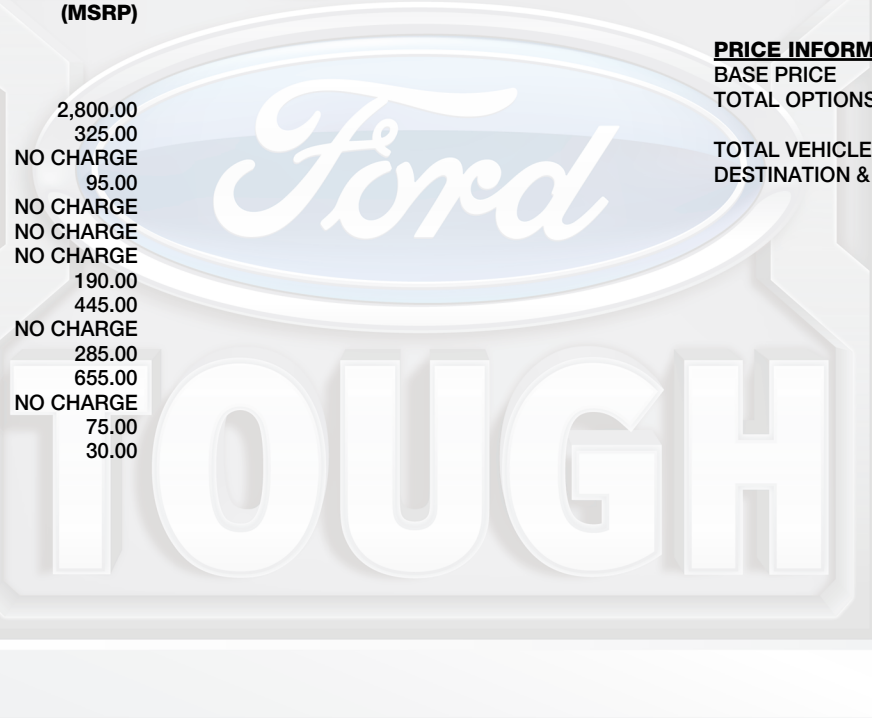 (MSRP)
2,800.00
325.00
NO CHARGE
95.00
NO CHARGE
NO CHARGE
NO CHARGE
190.00
445.00
NO CHARGE
285.00
655.00
NO CHARGE
75.00
30.00
PRICE INFORM
BASE PRICE
TOTAL OPTIONS
TOTAL VEHICLE
DESTINATION &
Ford
TOUGH